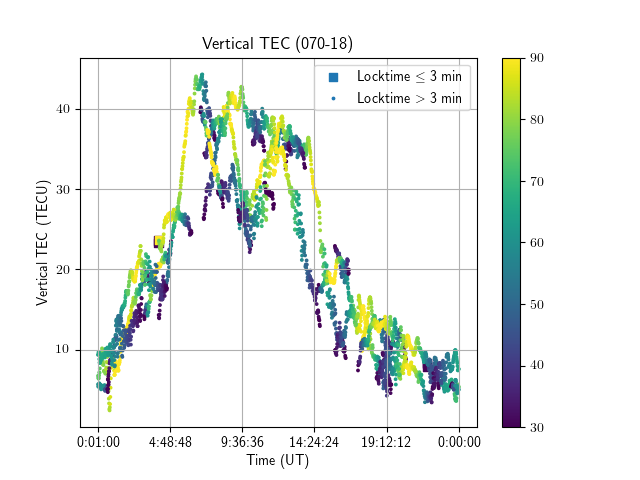 Vertical TEC (070-18)
Locktime ≤ 3 min
Locktime > 3 min
Vertical TEC (TECU)
40
30
20
10
0:01:00 4:48:48 9:36:36 14:24:24 19:12:12 0:00:00
Time (UT)
90
80
70
60
50
40
30